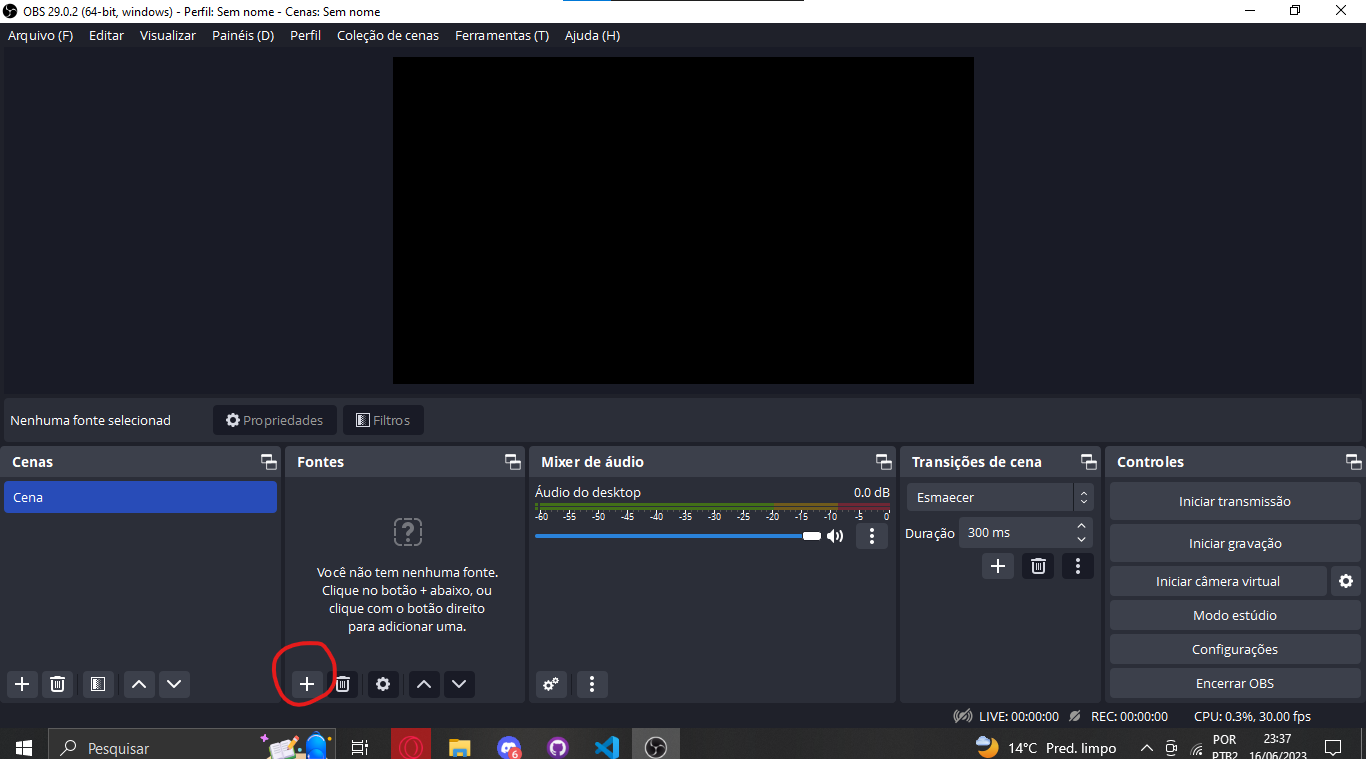 OBS 29.0.2 (64-bit, windows) - Perfil: Sem nome - Cenas: Sem nome
Arquivo (F) Editar Visualizar Painéis (D) Perfil Coleção de cenas Ferramentas (T) Ajuda (H)
Nenhuma fonte selecionad Propriedades Filtros
Cenas
Cena
Fontes
Você não tem nenhuma fonte.
Clique no botão + abaixo, ou
clique com o botão direito
para adicionar uma.
Mixer de áudio
Áudio do desktop 0.0 dB
-60 -55 -50 -45 -40 -35 -30 -25 -20 -15 -10 -5 0
Transições de cena
Esmaecer
Duração 300 ms
Controles
Iniciar transmissão
Iniciar gravação
Iniciar câmera virtual
Modo estúdio
Configurações
Encerrar OBS
LIVE: 00:00:00 REC: 00:00:00 CPU: 0.3%, 30.00 fps
Pesquisar
6
14°C Pred. limpo
POR
PTB2
23:37
16/06/2023